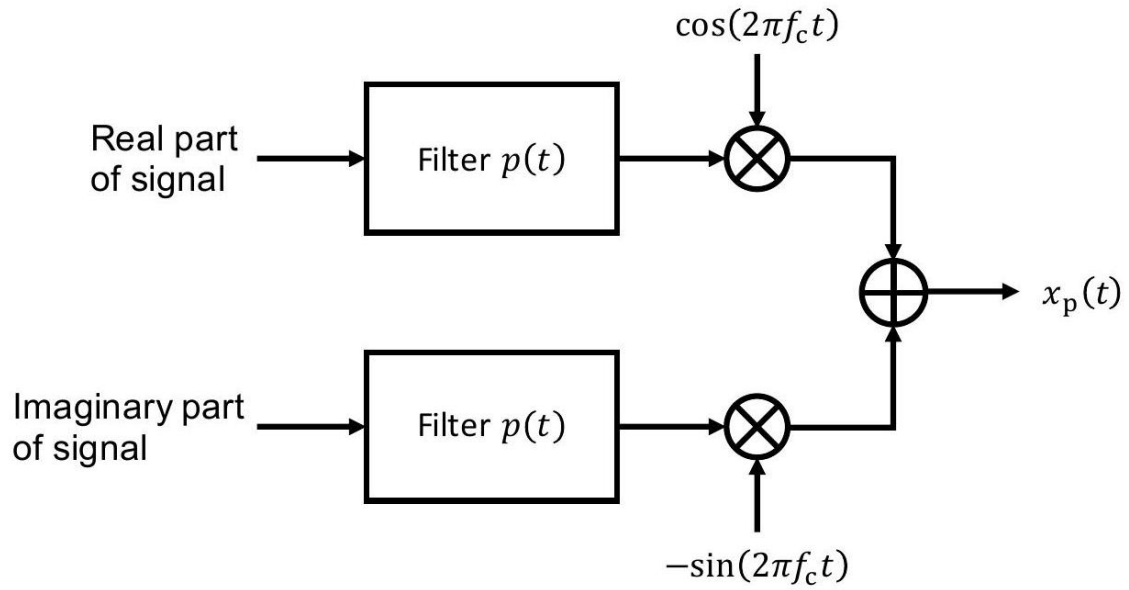 cos(2πf_c t)
Real part
of signal
Filter p(t)
x_p(t)
Imaginary part
of signal
Filter p(t)
−sin(2πf_c t)